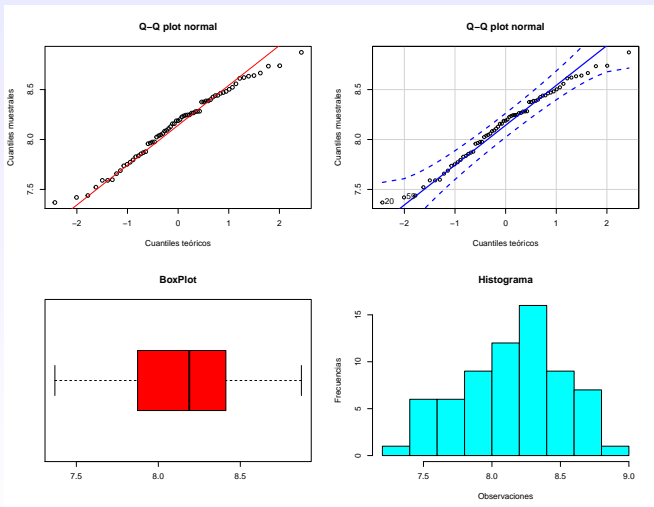 Q−Q plot normal
Cuantiles muestrales
8.5
8.0
7.5
−2 −1 0 1 2
Cuantiles teóricos
Q−Q plot normal
Cuantiles muestrales
8.5
8.0
7.5
20
59
−2 −1 0 1 2
Cuantiles teóricos
BoxPlot
7.5 8.0 8.5
Histograma
Frecuencias
15
10
5
0
7.5 8.0 8.5 9.0
Observaciones